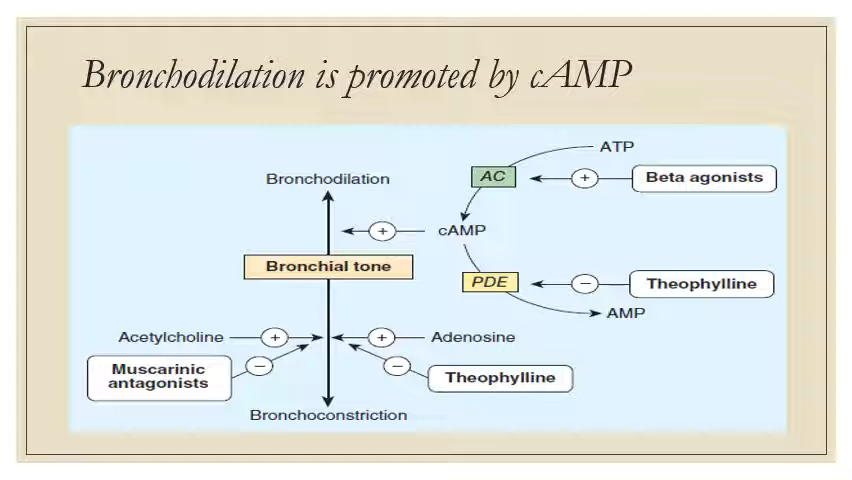 Bronchodilation is promoted by cAMP
ATP
Bronchodilation
AC
+
Beta agonists
+
cAMP
Bronchial tone
PDE
−
Theophylline
AMP
Acetylcholine
+
+
Adenosine
Muscarinic
antagonists
−
−
Theophylline
Bronchoconstriction